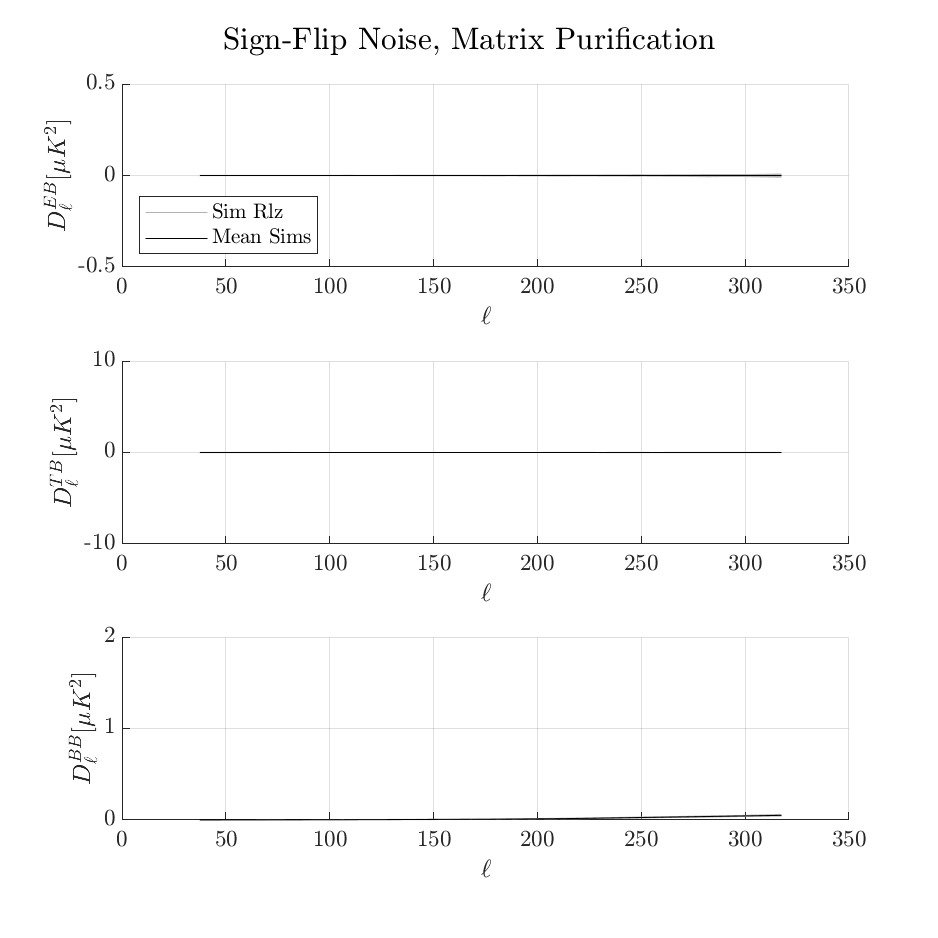 Sign-Flip Noise, Matrix Purification
0.5
0
-0.5
D_ℓ^{EB}[μK^2]
Sim Rlz
Mean Sims
0 50 100 150 200 250 300 350
ℓ
10
0
-10
D_ℓ^{TB}[μK^2]
0 50 100 150 200 250 300 350
ℓ
2
1
0
D_ℓ^{BB}[μK^2]
0 50 100 150 200 250 300 350
ℓ